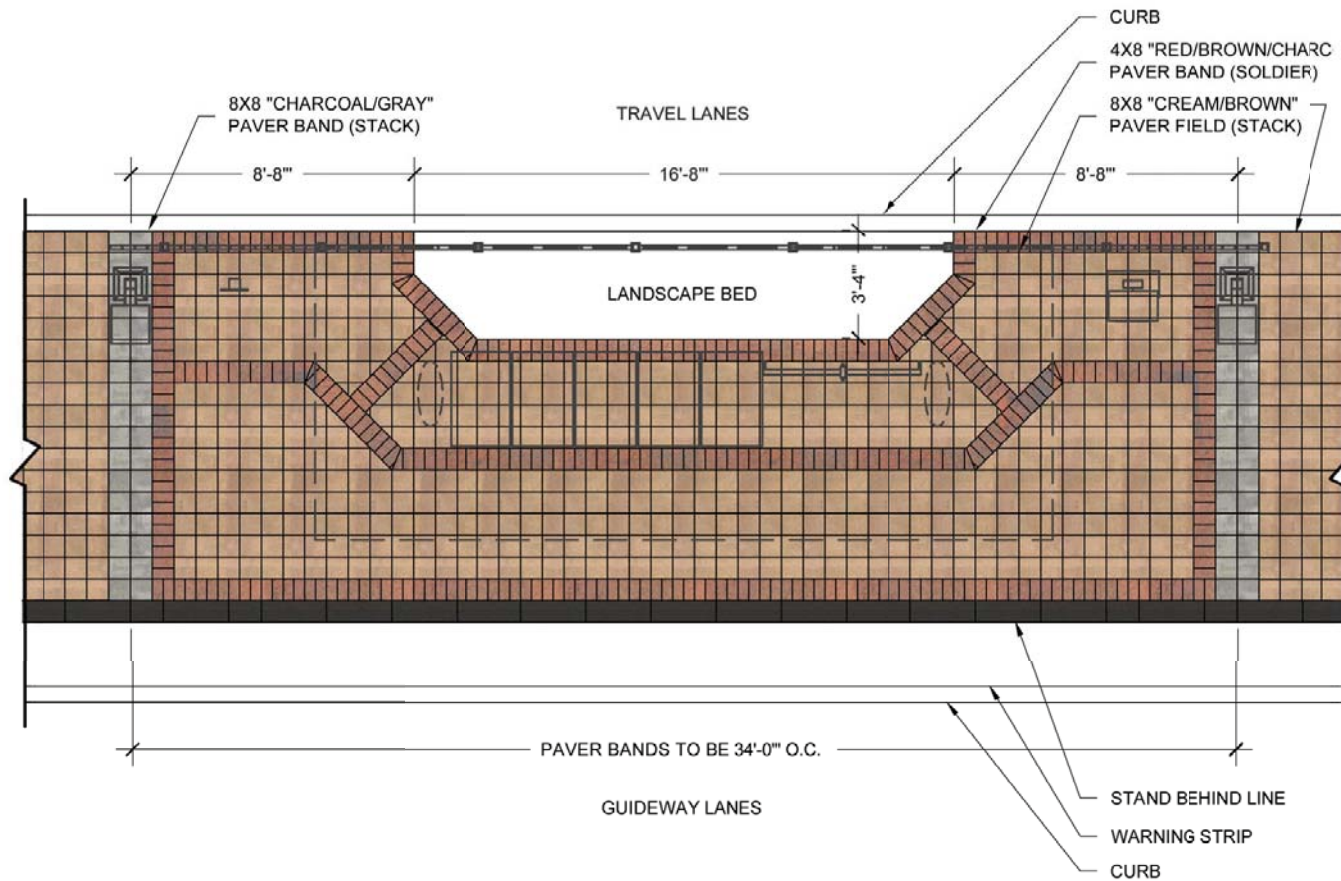 CURB
4X8 "RED/BROWN/CHARC
PAVER BAND (SOLDIER)
8X8 "CHARCOAL/GRAY"
PAVER BAND (STACK)
TRAVEL LANES
8X8 "CREAM/BROWN"
PAVER FIELD (STACK)
8'-8'"
16'-8'"
8'-8'"
LANDSCAPE BED
3'-4'"
PAVER BANDS TO BE 34'-0'" O.C.
GUIDEWAY LANES
STAND BEHIND LINE
WARNING STRIP
CURB